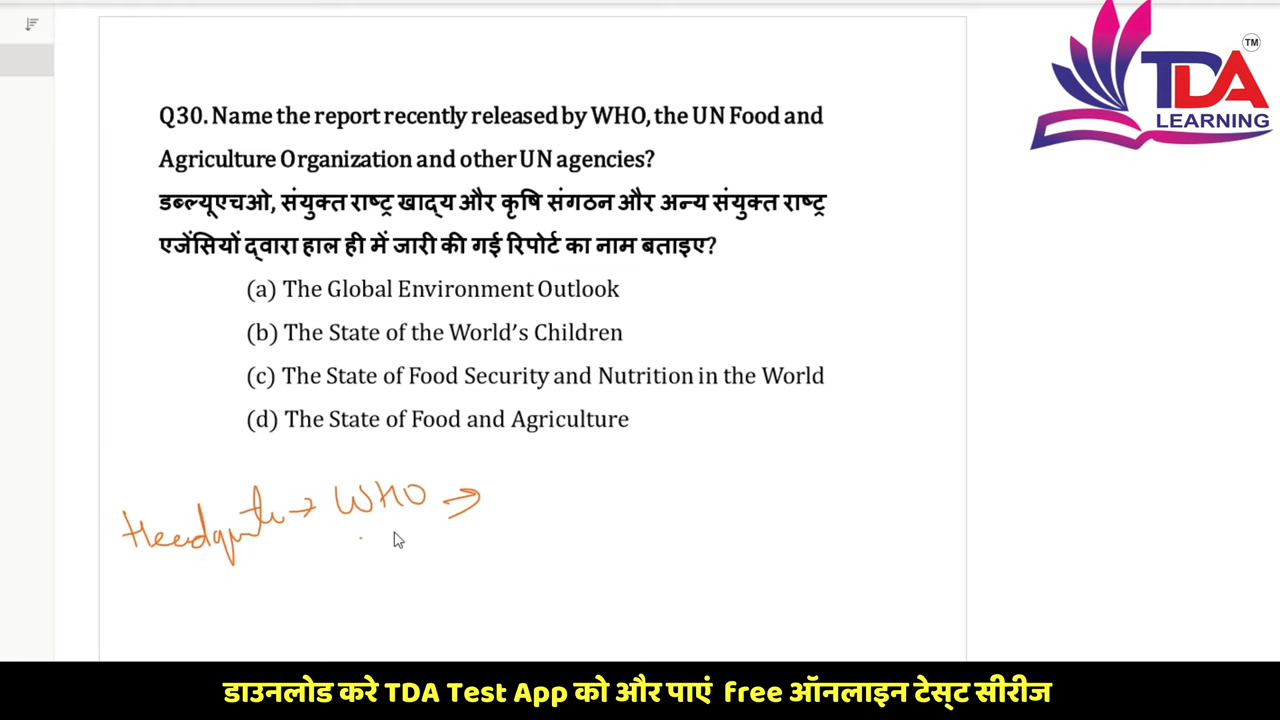 TDA
TM
LEARNING
Q30. Name the report recently released by WHO, the UN Food and
Agriculture Organization and other UN agencies?
डब्ल्यूएचओ, संयुक्त राष्ट्र खाद्य और कृषि संगठन और अन्य संयुक्त राष्ट्र
एजेंसियों द्वारा हाल ही में जारी की गई रिपोर्ट का नाम बताइए?
(a) The Global Environment Outlook
(b) The State of the World's Children
(c) The State of Food Security and Nutrition in the World
(d) The State of Food and Agriculture
→ WHO →
डाउनलोड करे TDA Test App को और पाएं free ऑनलाइन टेस्ट सीरीज